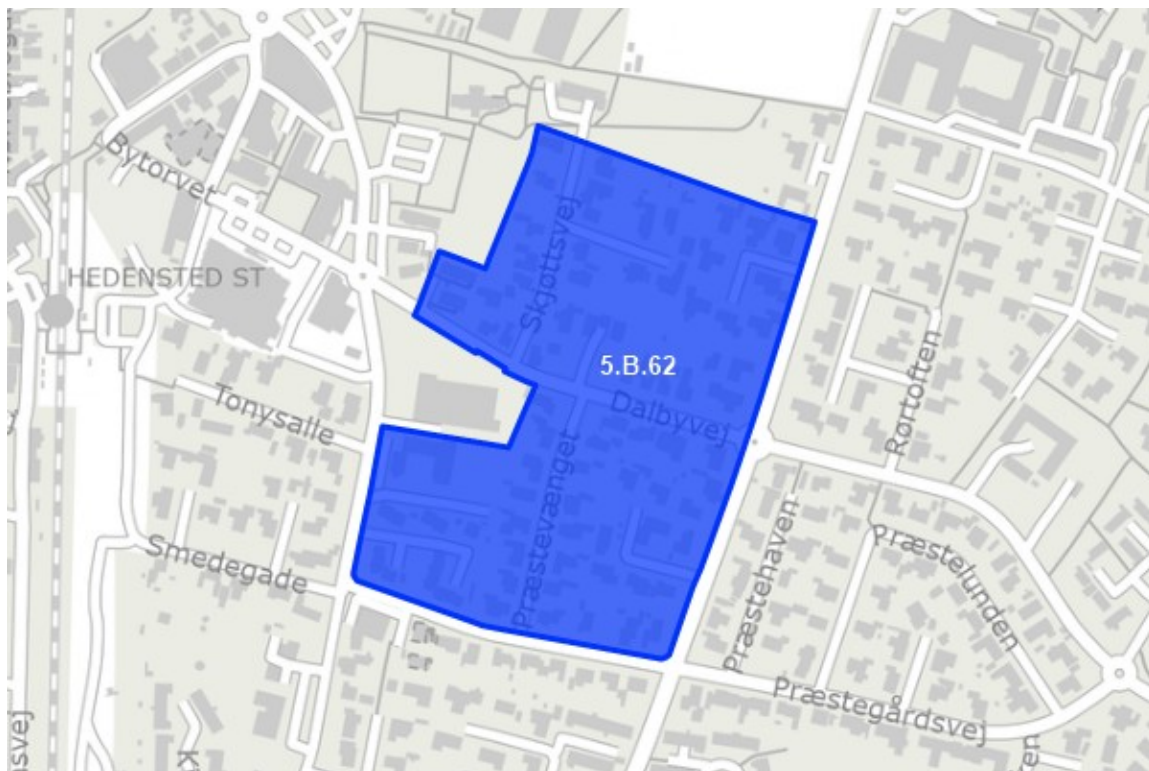 Bytorvet
HEDENSTED ST
Skjottsvej
5.B.62
Dalbyvej
Rortoften
Tonysalle
Præstevænget
Smedegade
Præstehaven
Præstelunden
Præstegårdsvej